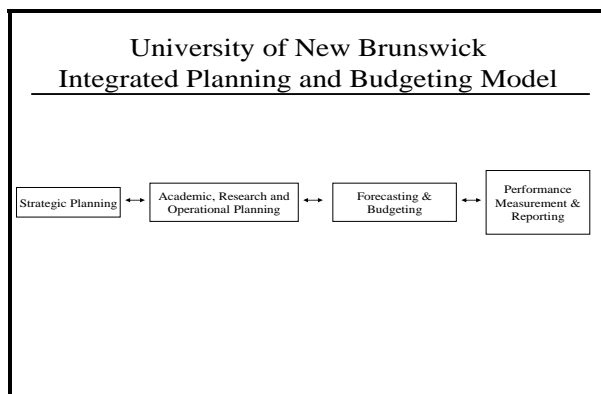 University of New Brunswick
Integrated Planning and Budgeting Model
Strategic Planning
Academic, Research and
Operational Planning
Forecasting &
Budgeting
Performance
Measurement &
Reporting